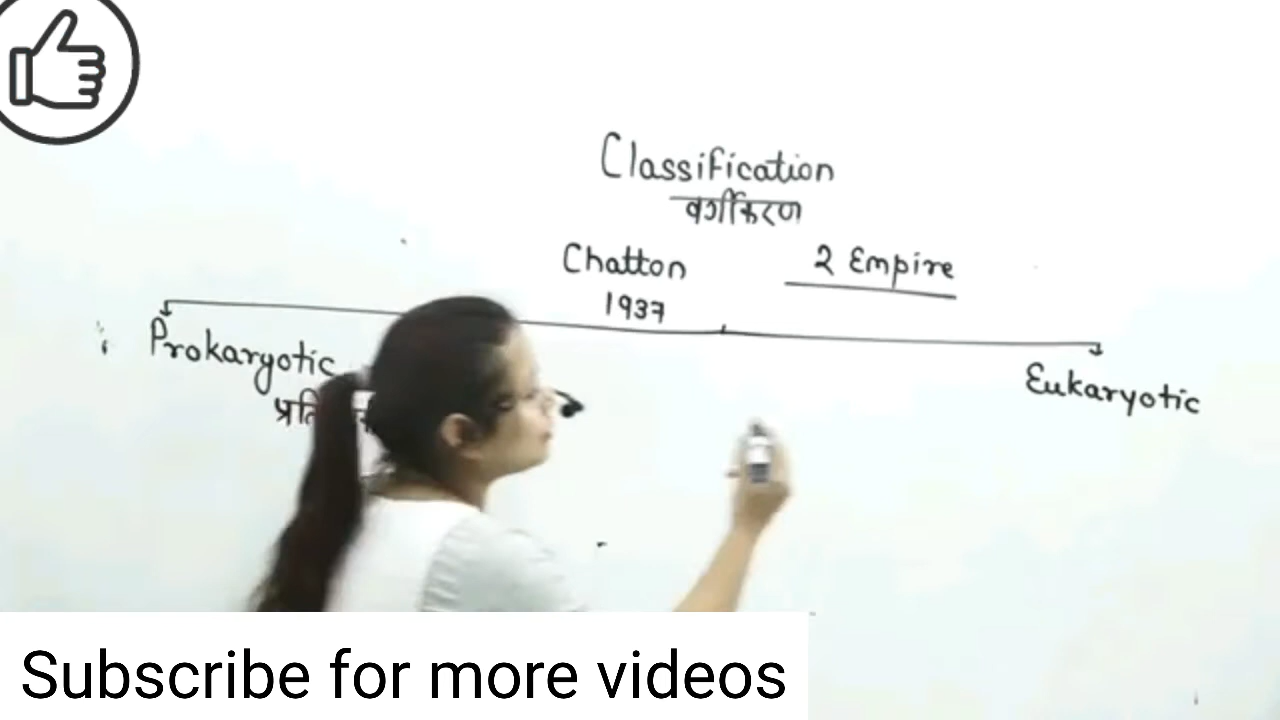 Classification
वर्गीकरण
Chatton 2 Empire
1937
Prokaryotic Eukaryotic
Subscribe for more videos